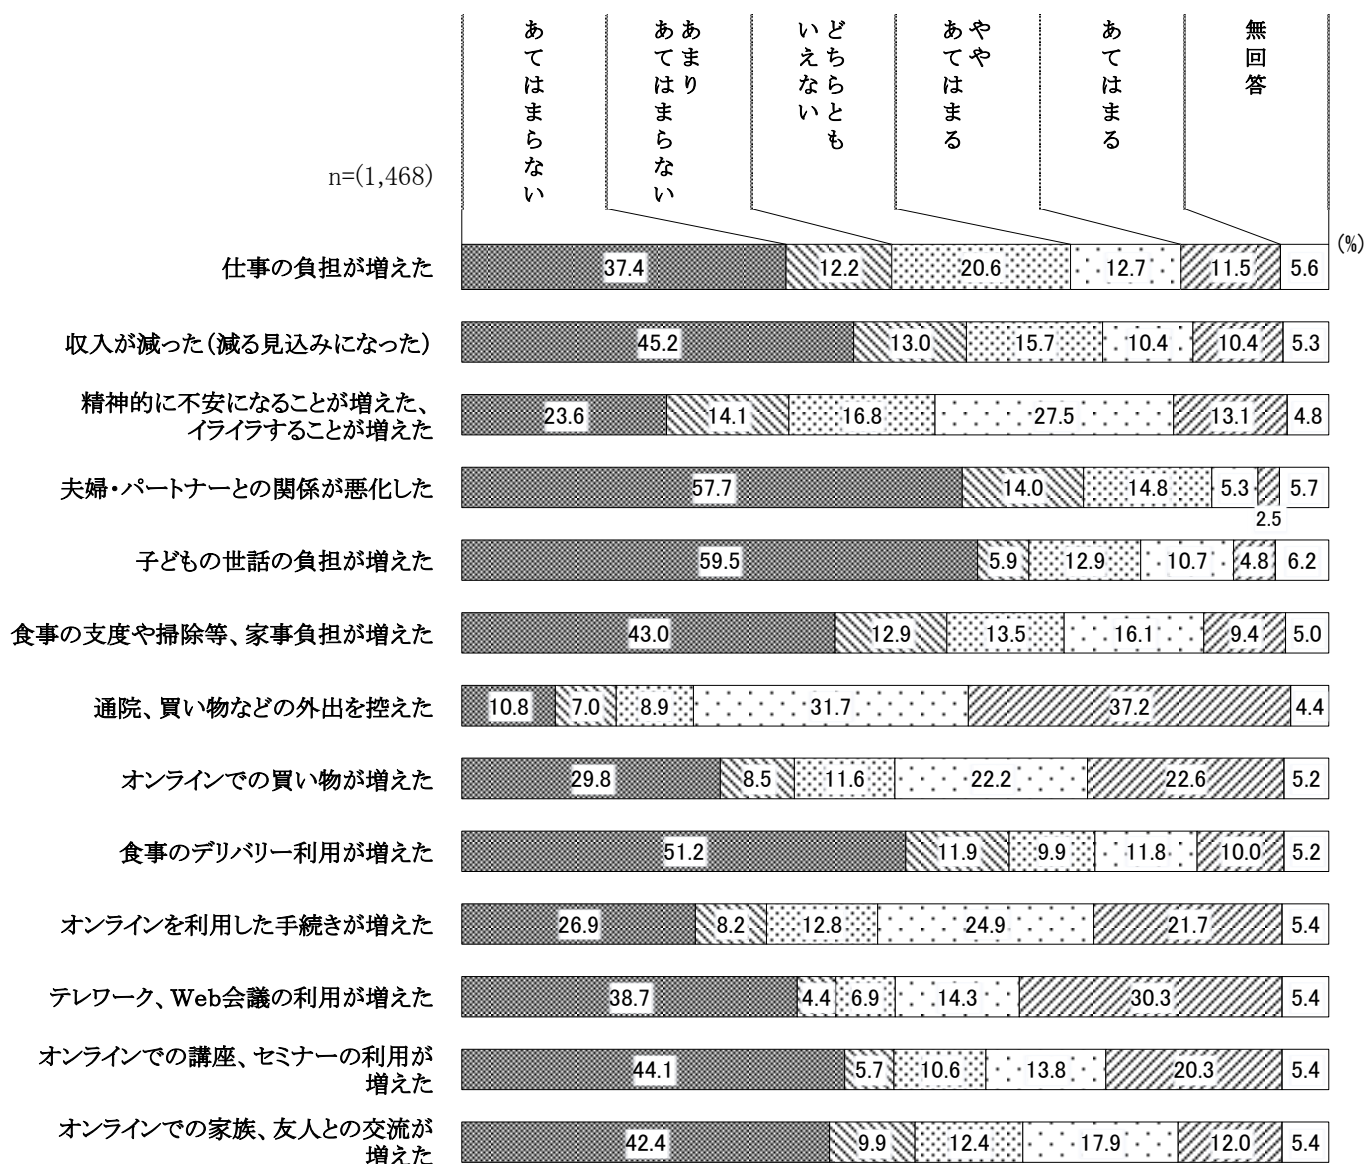 あてはまらない
あまり
あてはまらない
どちらとも
いえない
やや
あてはまる
あてはまる
無回答
n=(1,468)
(%)
仕事の負担が増えた
37.4 12.2 20.6 12.7 11.5 5.6
収入が減った(減る見込みになった)
45.2 13.0 15.7 10.4 10.4 5.3
精神的に不安になることが増えた、
イライラすることが増えた
23.6 14.1 16.8 27.5 13.1 4.8
夫婦・パートナーとの関係が悪化した
57.7 14.0 14.8 5.3 2.5 5.7
子どもの世話の負担が増えた
59.5 5.9 12.9 10.7 4.8 6.2
食事の支度や掃除等、家事負担が増えた
43.0 12.9 13.5 16.1 9.4 5.0
通院、買い物などの外出を控えた
10.8 7.0 8.9 31.7 37.2 4.4
オンラインでの買い物が増えた
29.8 8.5 11.6 22.2 22.6 5.2
食事のデリバリー利用が増えた
51.2 11.9 9.9 11.8 10.0 5.2
オンラインを利用した手続きが増えた
26.9 8.2 12.8 24.9 21.7 5.4
テレワーク、Web会議の利用が増えた
38.7 4.4 6.9 14.3 30.3 5.4
オンラインでの講座、セミナーの利用が
増えた
44.1 5.7 10.6 13.8 20.3 5.4
オンラインでの家族、友人との交流が
増えた
42.4 9.9 12.4 17.9 12.0 5.4